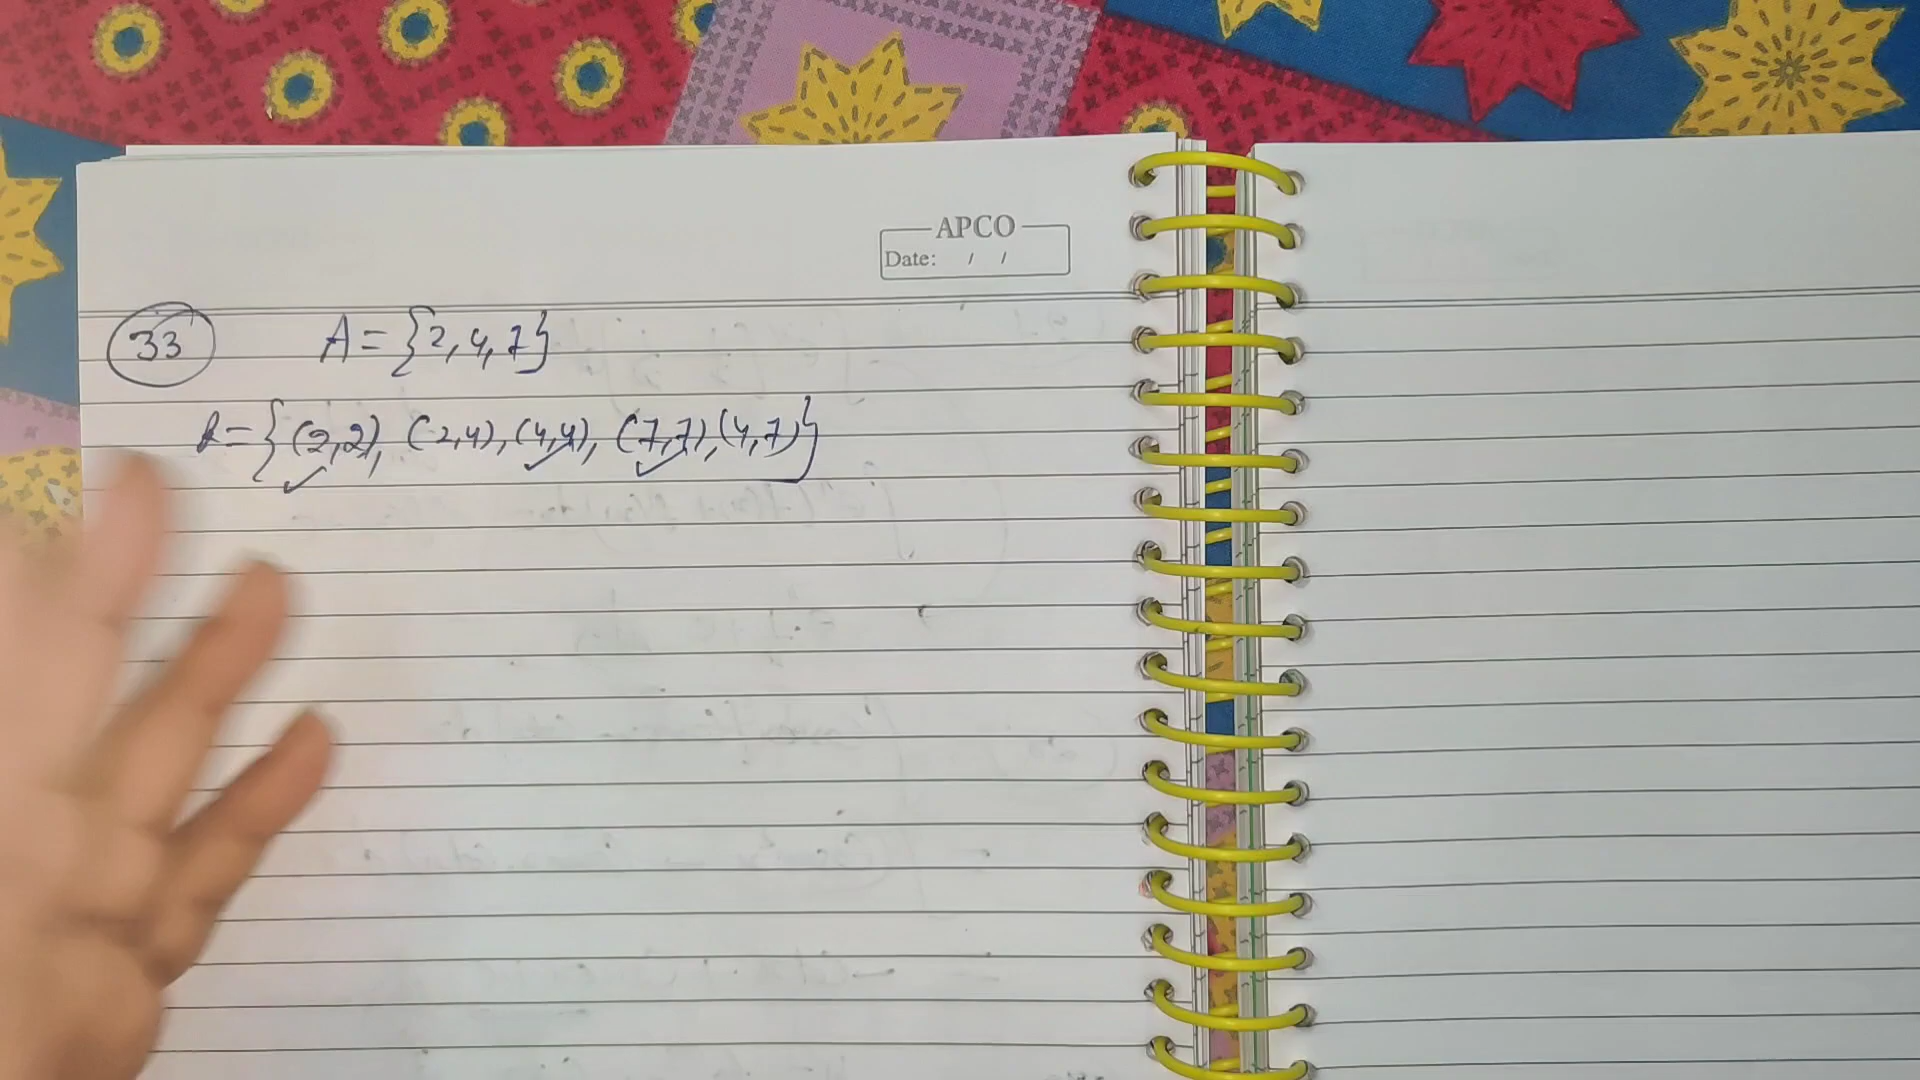 APCO
Date: / /
33 A = {2, 4, 7}
R = {(2,2), (2,4), (4,4), (7,7), (4,7)}